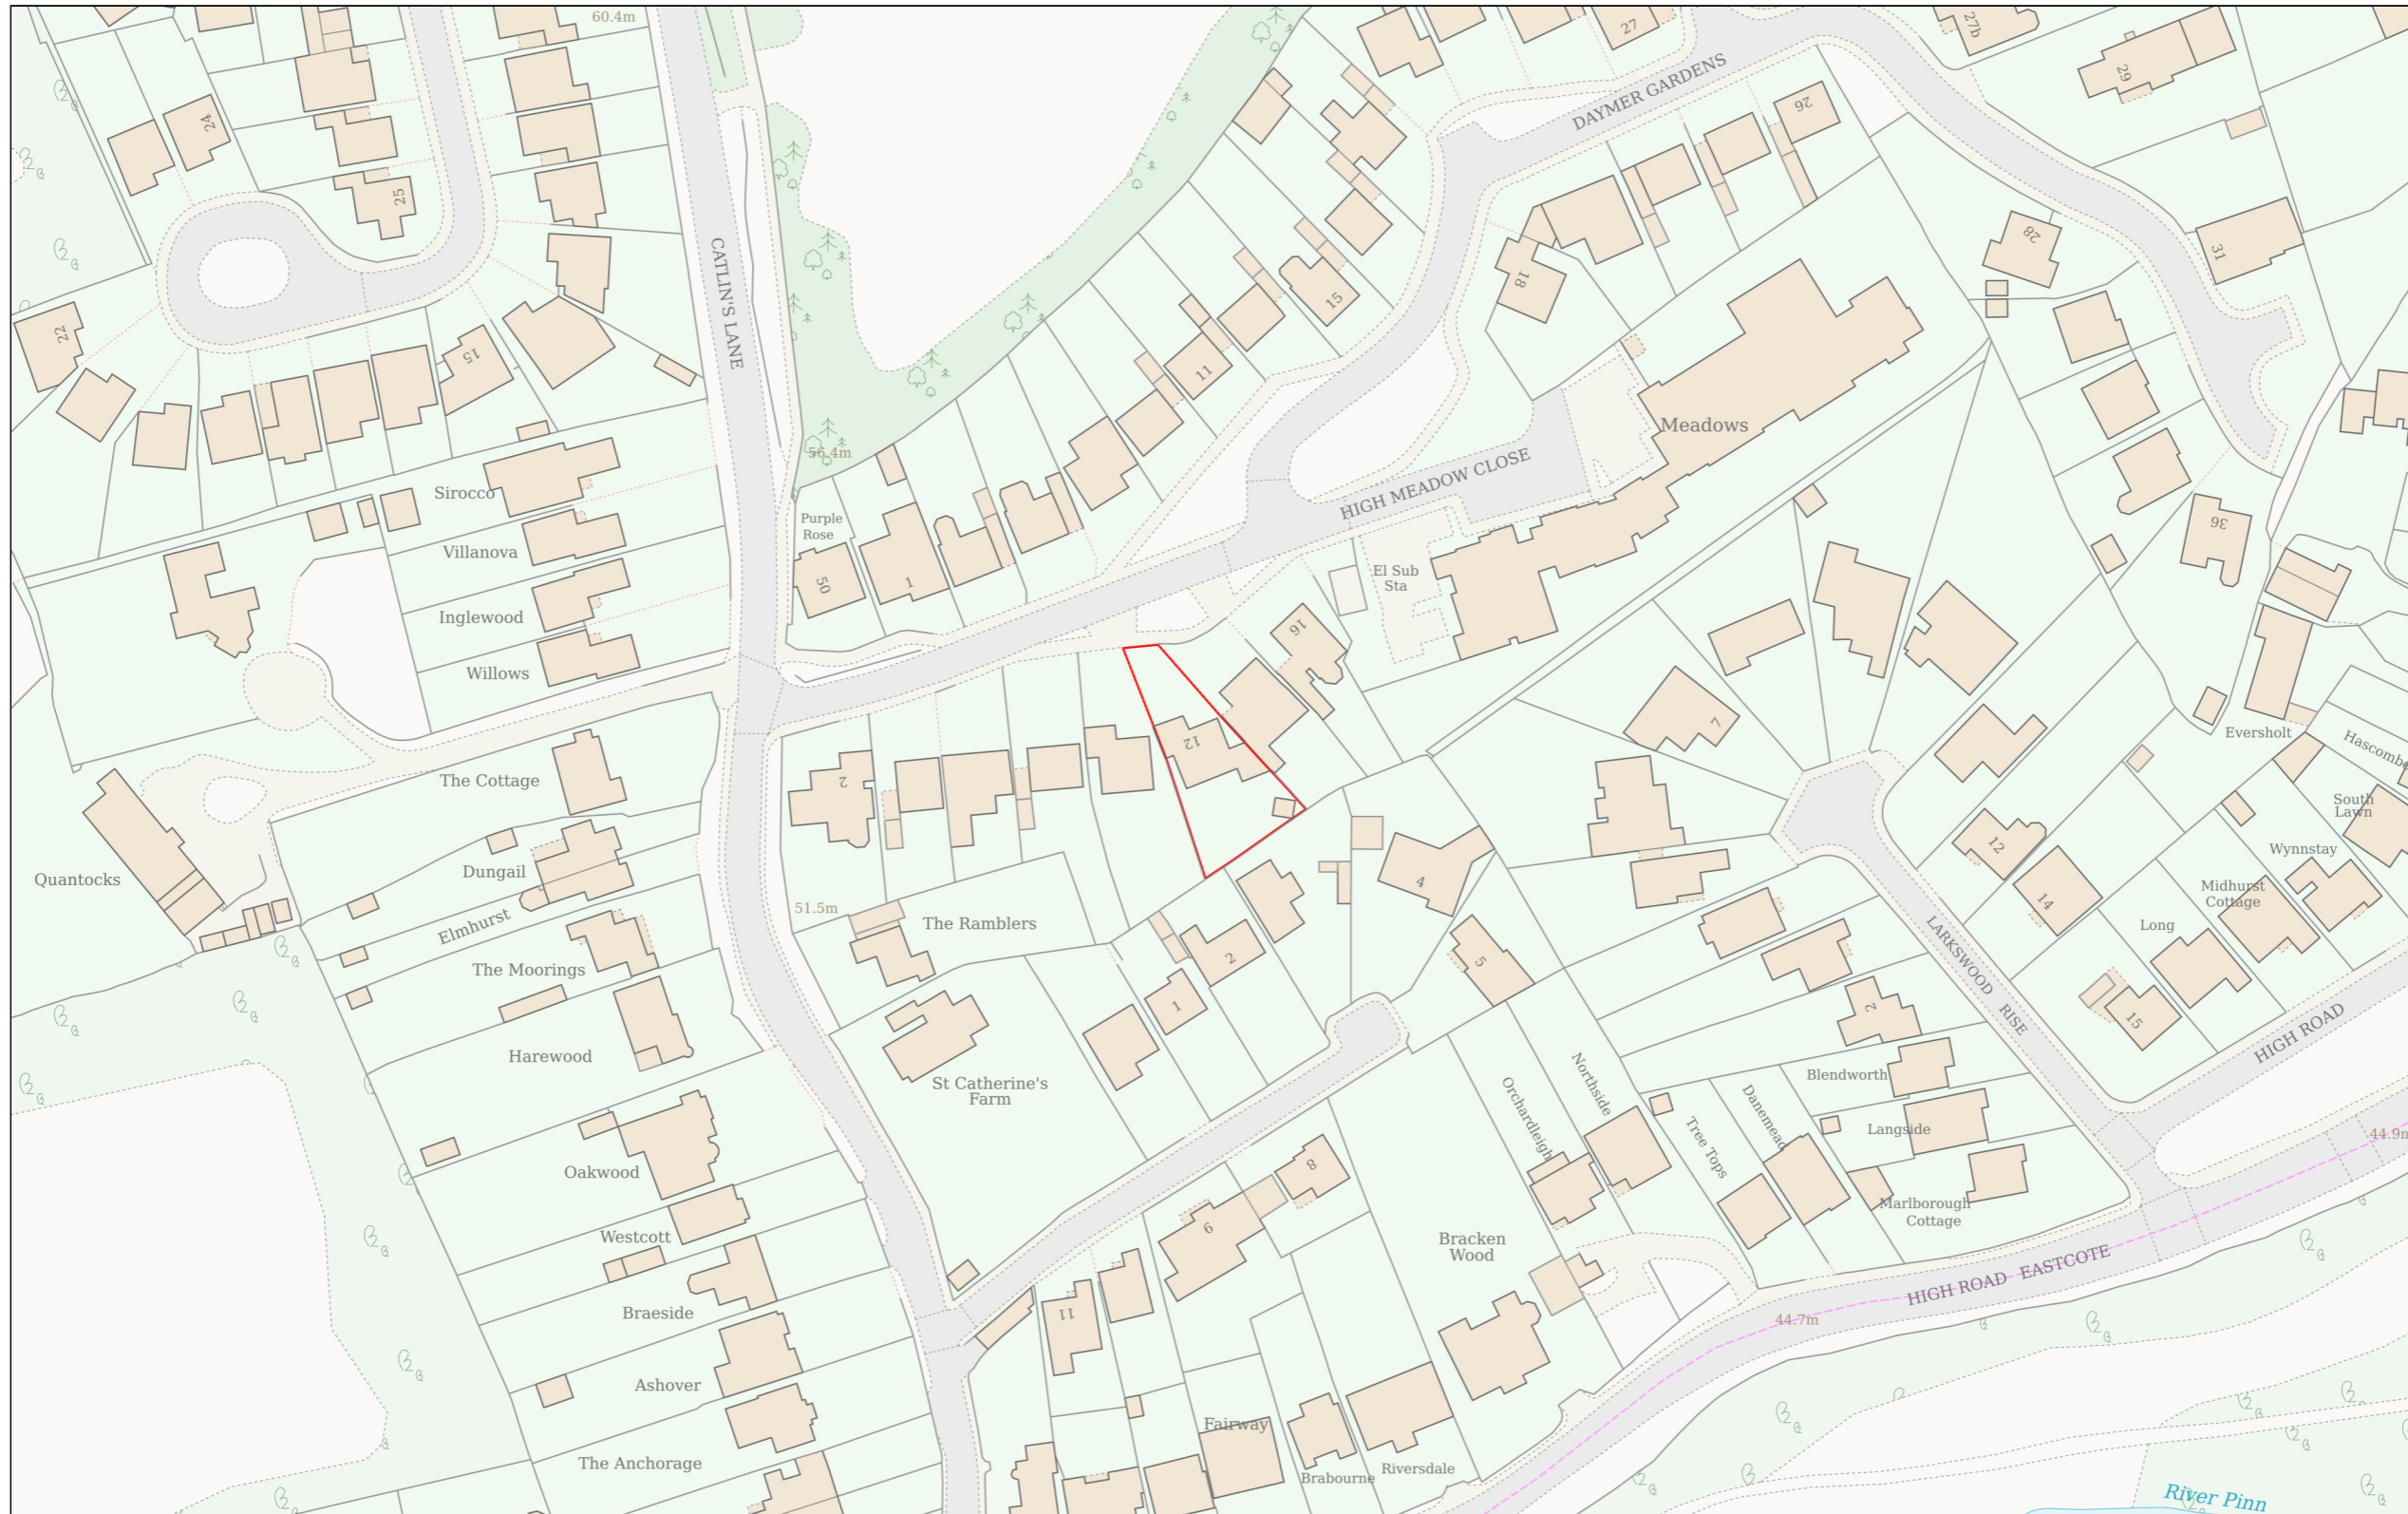 60.4m
27
27b
29
DAYMER GARDENS
26
24
25
CATLIN'S LANE
28
31
18
15
22
15
11
Meadows
56.4m
HIGH MEADOW CLOSE
Sirocco
Purple
Rose
36
Villanova
El Sub
Sta
50
1
Inglewood
16
Willows
7
Eversholt
Hascombe
12
The Cottage
2
South
Lawn
12
Wynnstay
Dungail
Quantocks
4
Midhurst
Cottage
14
51.5m
Elmhurst
The Ramblers
Long
LARKSWOOD RISE
2
5
The Moorings
1
2
15
HIGH ROAD
Harewood
St Catherine's
Farm
Northside
Orchardleigh
Blendworth
Danemead
Tree Tops
Langside
44.9m
8
Oakwood
Marlborough
Cottage
9
Westcott
Bracken
Wood
HIGH ROAD EASTCOTE
11
Braeside
44.7m
Ashover
Fairway
The Anchorage
Brabourne
Riversdale
River Pinn